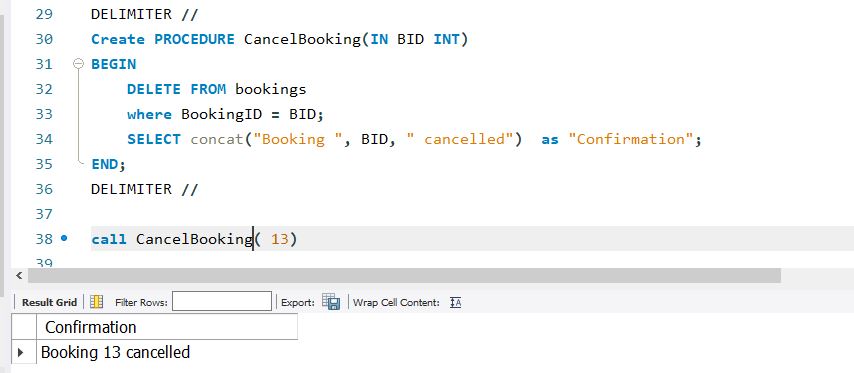 29 DELIMITER //
30 Create PROCEDURE CancelBooking(IN BID INT)
31 BEGIN
32 DELETE FROM bookings
33 where BookingID = BID;
34 SELECT concat("Booking ", BID, " cancelled")  as "Confirmation";
35 END;
36 DELIMITER //
37
38 call CancelBooking( 13)
39
Result Grid Filter Rows: Export: Wrap Cell Content: IA
Confirmation
Booking 13 cancelled